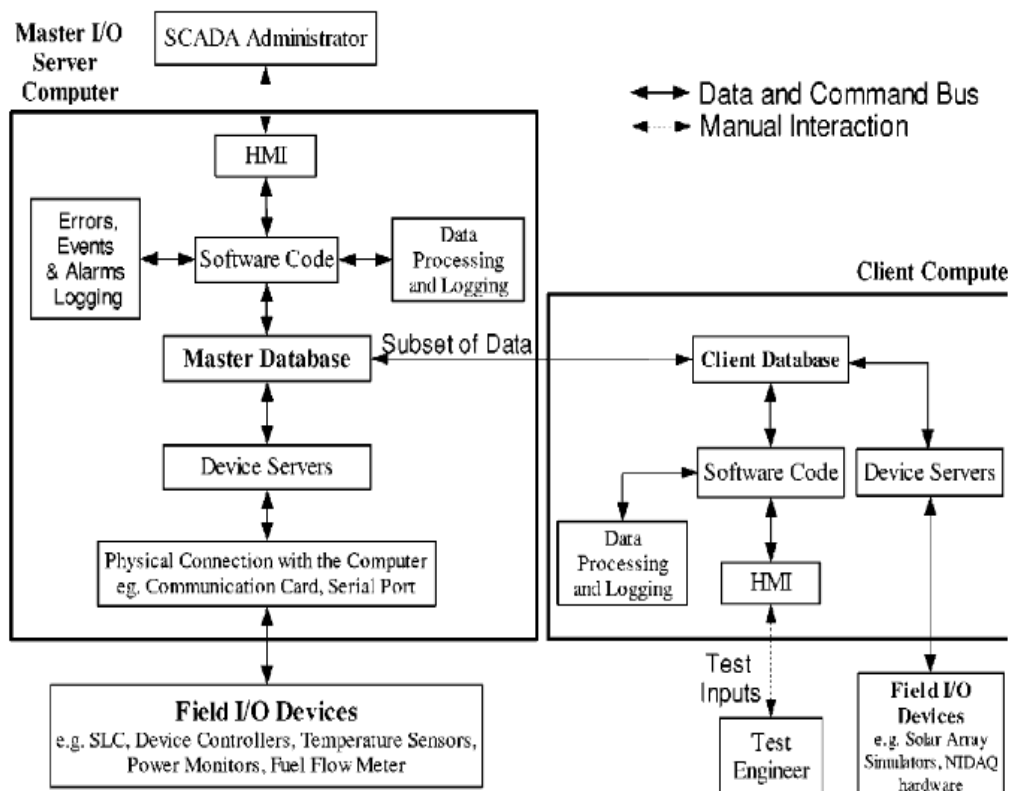 Master I/O
Server
Computer
SCADA Administrator
Data and Command Bus
Manual Interaction
HMI
Errors,
Events
& Alarms
Logging
Software Code
Data
Processing
and Logging
Client Compute
Master Database
Subset of Data
Client Database
Device Servers
Software Code
Device Servers
Physical Connection with the Computer
eg. Communication Card, Serial Port
Data
Processing
and Logging
HMI
Test
Inputs
Field I/O Devices
e.g. SLC, Device Controllers, Temperature Sensors,
Power Monitors, Fuel Flow Meter
Test
Engineer
Field I/O
Devices
e.g. Solar Array
Simulators, NIDAQ
hardware